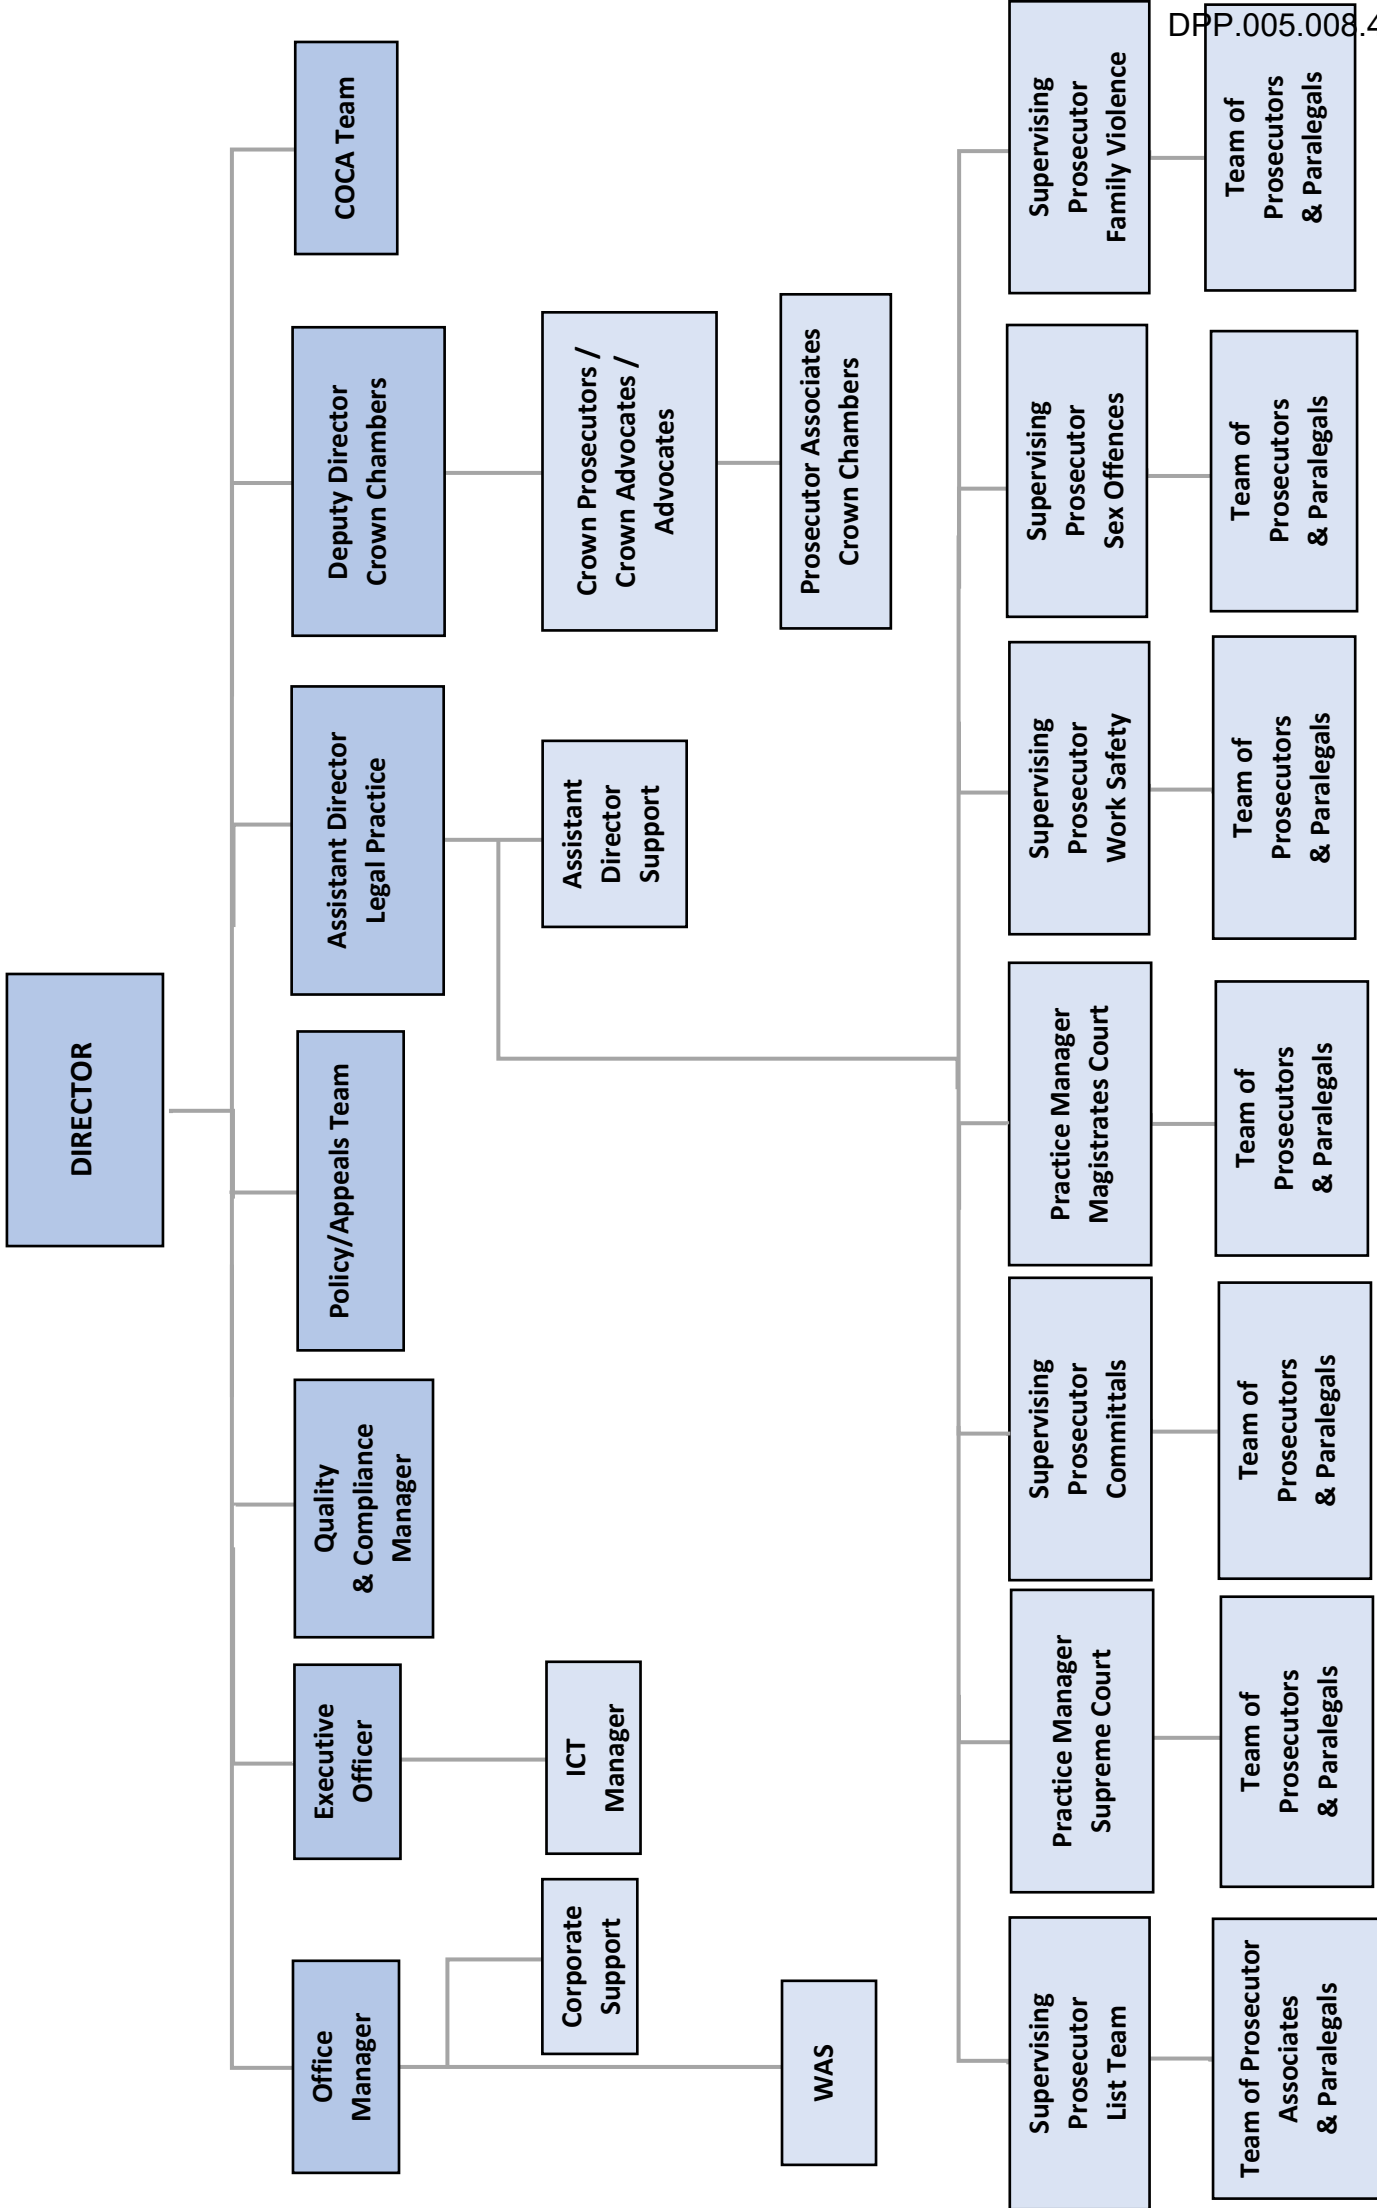 DPP.005.008.4
DIRECTOR
Office
Manager
Executive
Officer
Quality
& Compliance
Manager
Policy/Appeals Team
Assistant Director
Legal Practice
Deputy Director
Crown Chambers
COCA Team
Corporate
Support
ICT
Manager
Assistant
Director
Support
Crown Prosecutors /
Crown Advocates /
Advocates
WAS
Prosecutor Associates
Crown Chambers
Supervising
Prosecutor
List Team
Practice Manager
Supreme Court
Supervising
Prosecutor
Committals
Practice Manager
Magistrates Court
Supervising
Prosecutor
Work Safety
Supervising
Prosecutor
Sex Offences
Supervising
Prosecutor
Family Violence
Team of Prosecutor
Associates
& Paralegals
Team of
Prosecutors
& Paralegals
Team of
Prosecutors
& Paralegals
Team of
Prosecutors
& Paralegals
Team of
Prosecutors
& Paralegals
Team of
Prosecutors
& Paralegals
Team of
Prosecutors
& Paralegals